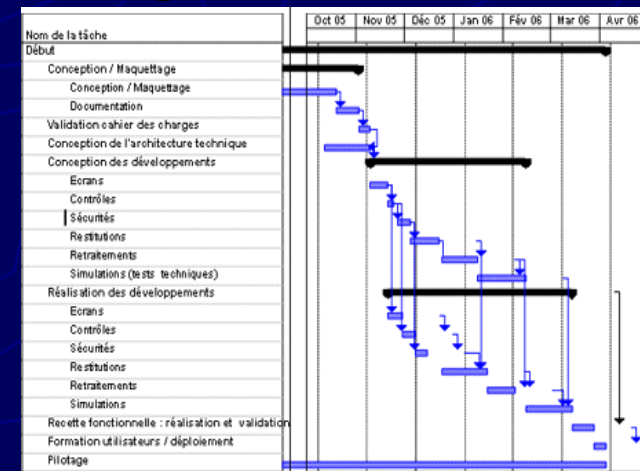 Oct 05 Nov 05 Déc 05 Jan 06 Fév 06 Mar 06 Avr 06
Nom de la tâche
Début
Conception / Maquettage
Conception / Maquettage
Documentation
Validation cahier des charges
Conception de l'architecture technique
Conception des développements
Ecrans
Contrôles
Sécurités
Restitutions
Retraitements
Simulations (tests techniques)
Réalisation des développements
Ecrans
Contrôles
Sécurités
Restitutions
Retraitements
Simulations
Recette fonctionnelle : réalisation et validation
Formation utilisateurs / déploiement
Pilotage